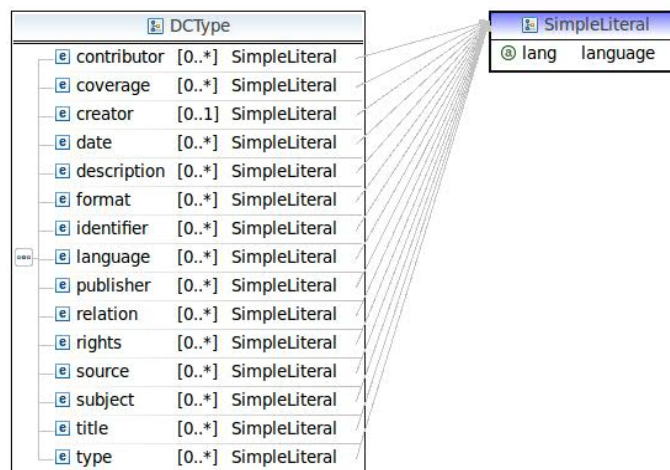 DCType
contributor [0..*] SimpleLiteral
coverage [0..*] SimpleLiteral
creator [0..1] SimpleLiteral
date [0..*] SimpleLiteral
description [0..*] SimpleLiteral
format [0..*] SimpleLiteral
identifier [0..*] SimpleLiteral
language [0..*] SimpleLiteral
publisher [0..*] SimpleLiteral
relation [0..*] SimpleLiteral
rights [0..*] SimpleLiteral
source [0..*] SimpleLiteral
subject [0..*] SimpleLiteral
title [0..*] SimpleLiteral
type [0..*] SimpleLiteral
SimpleLiteral
lang language